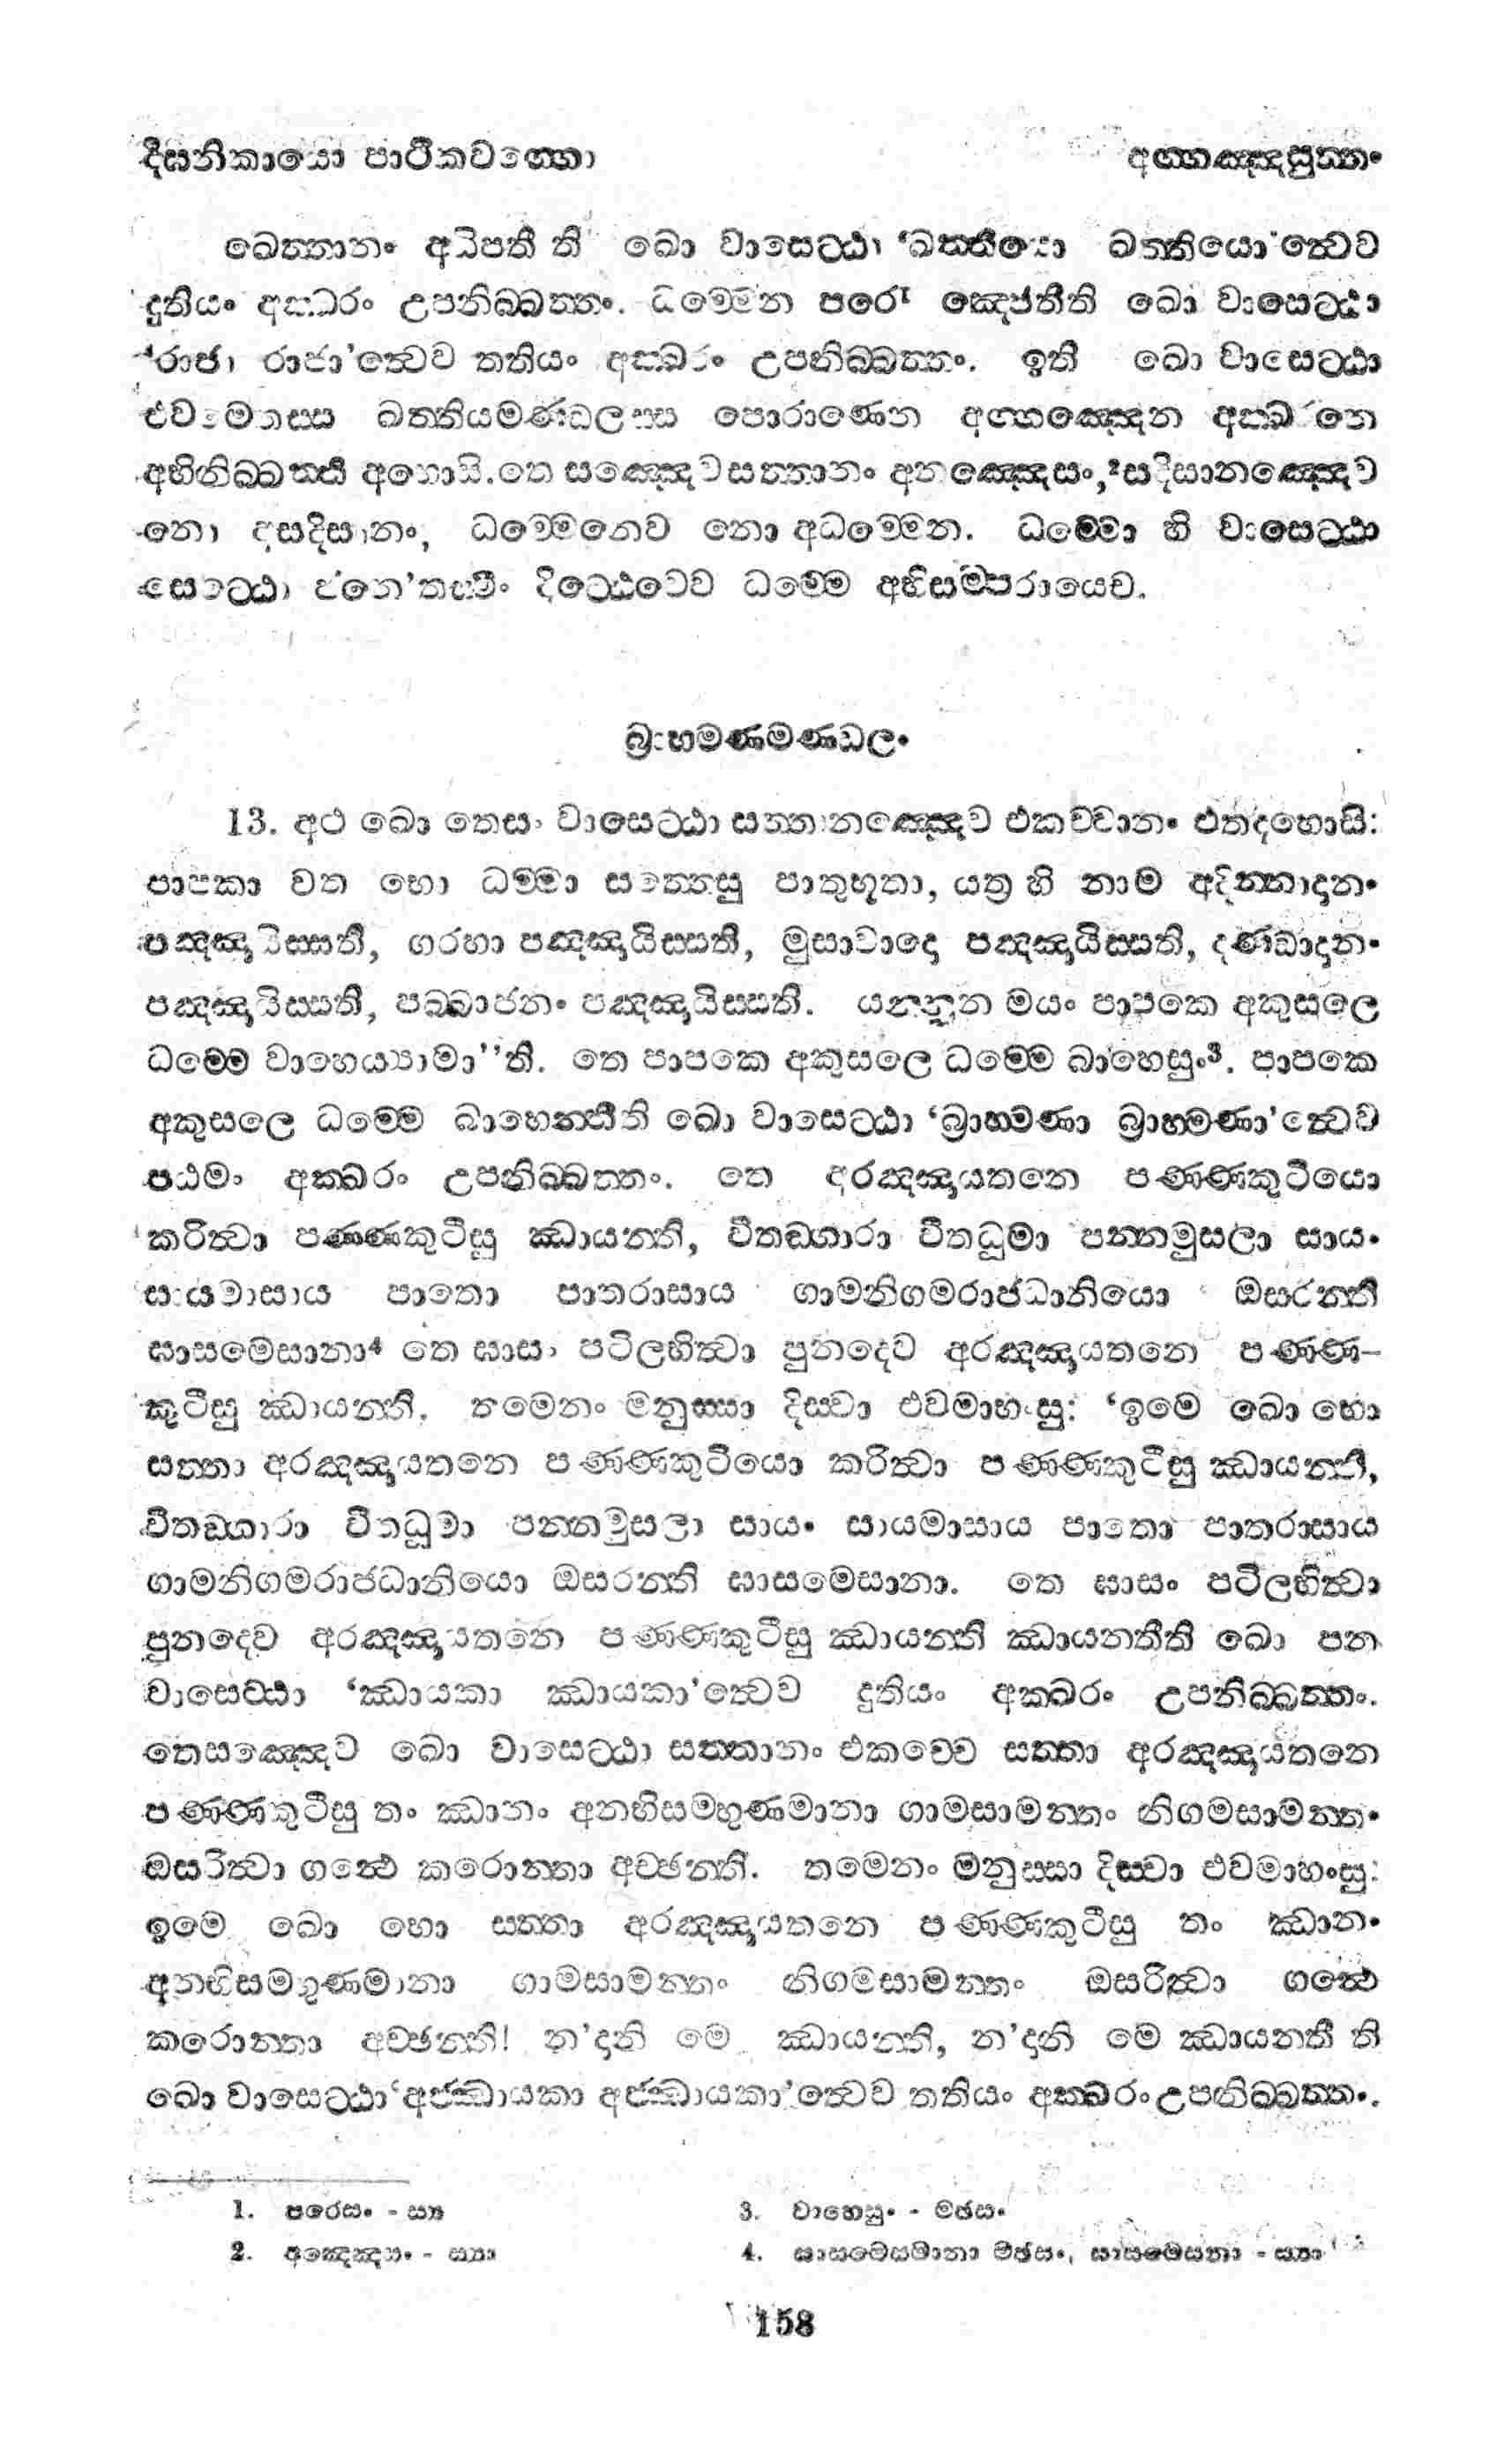 දීඝනිකායො පාථිකවග්ගො
අග්ගඤ්ඤසුත්තං
ඛෙත්තානං අධිපතී ති ඛො වාසෙට්ඨා ‘ඛත්තියො ඛත්තියො’ත්වෙව
දුතියං අක්ඛරං උපනිබ්බත්තං. ධම්මෙන පරෙ¹ රඤ්ජෙතීති ඛො වාසෙට්ඨා
‘රාජා රාජා’ත්වෙව තතියං අක්ඛරං උපනිබ්බත්තං. ඉති ඛො වාසෙට්ඨා
එවමෙතස්ස ඛත්තියමණ්ඩලස්ස පොරාණෙන අග්ගඤ්ඤෙන අක්ඛරෙන
අභිනිබ්බත්ති අහොසි. තෙසඤ්ඤෙව සත්තානං අනඤ්ඤෙසං,² සදිසානඤ්ඤෙව
නො අසදිසානං, ධම්මෙනෙව නො අධම්මෙන. ධම්මො හි වාසෙට්ඨා
සෙට්ඨො ජනෙ’තස්මිං දිට්ඨෙචෙව ධම්මෙ අභිසම්පරායෙච.
බ්‍රාහ්මණමණ්ඩලං
13. අථ ඛො තෙසං වාසෙට්ඨා සත්තානඤ්ඤෙව එකච්චානං එතදහොසි:
පාපකා වත භො ධම්මා සත්තෙසු පාතුභූතා, යත්‍ර හි නාම අදින්නාදානං
පඤ්ඤායිස්සති, ගරහා පඤ්ඤායිස්සති, මුසාවාදො පඤ්ඤායිස්සති, දණ්ඩාදානං
පඤ්ඤායිස්සති, පබ්බාජනං පඤ්ඤායිස්සති. යන්නූන මයං පාපකෙ අකුසලෙ
ධම්මෙ වාහෙය්‍යාමා’’ති. තෙ පාපකෙ අකුසලෙ ධම්මෙ බාහෙසුං³. පාපකෙ
අකුසලෙ ධම්මෙ බාහෙන්තීති ඛො වාසෙට්ඨා ‘බ්‍රාහ්මණා බ්‍රාහ්මණා’ත්වෙව
පඨමං අක්ඛරං උපනිබ්බත්තං. තෙ අරඤ්ඤායතනෙ පණ්ණකුටියො
කරිත්වා පණ්ණකුටීසු ඣායන්ති, වීතඞ්ගාරා වීතධූමා පන්නමුසලා සායං
සායමාසාය පාතො පාතරාසාය ගාමනිගමරාජධානියො ඔසරන්ති
ඝාසමෙසානා⁴ තෙ ඝාසං පටිලභිත්වා පුනදෙව අරඤ්ඤායතනෙ පණ්ණ-
කුටීසු ඣායන්ති. තමෙනං මනුස්සා දිස්වා එවමාහංසු: ‘ඉමෙ ඛො භො
සත්තා අරඤ්ඤායතනෙ පණ්ණකුටියො කරිත්වා පණ්ණකුටීසු ඣායන්ති,
වීතඞ්ගාරා වීතධූමා පන්නමුසලා සායං සායමාසාය පාතො පාතරාසාය
ගාමනිගමරාජධානියො ඔසරන්ති ඝාසමෙසානා. තෙ ඝාසං පටිලභිත්වා
පුනදෙව අරඤ්ඤායතනෙ පණ්ණකුටීසු ඣායන්ති ඣායන්තීති ඛො පන
වාසෙට්ඨා ‘ඣායකා ඣායකා’ත්වෙව දුතියං අක්ඛරං උපනිබ්බත්තං.
තෙසඤ්ඤෙව ඛො වාසෙට්ඨා සත්තානං එකච්චෙ සත්තා අරඤ්ඤායතනෙ
පණ්ණකුටීසු තං ඣානං අනභිසම්භුණමානා ගාමසාමන්තං නිගමසාමන්තං
ඔසරිත්වා ගන්ථෙ කරොන්තා අච්ඡන්ති. තමෙනං මනුස්සා දිස්වා එවමාහංසු:
ඉමෙ ඛො භො සත්තා අරඤ්ඤායතනෙ පණ්ණකුටීසු තං ඣානං
අනභිසම්භුණමානා ගාමසාමන්තං නිගමසාමන්තං ඔසරිත්වා ගන්ථෙ
කරොන්තා අච්ඡන්ති! න’දානි මෙ ඣායන්ති, න’දානි මෙ ඣායන්තී ති
ඛො වාසෙට්ඨා ‘අජ්ඣායකා අජ්ඣායකා’ත්වෙව තතියං අක්ඛරං උපනිබ්බත්තං.
1. පරෙසං - ස්‍යා
2. අඤ්ඤෙසං - ස්‍යා
3. වාහෙසුං - මඡසං
4. ඝාසමෙසමානා මඡසං, ඝාසමෙසනා - ස්‍යා
158